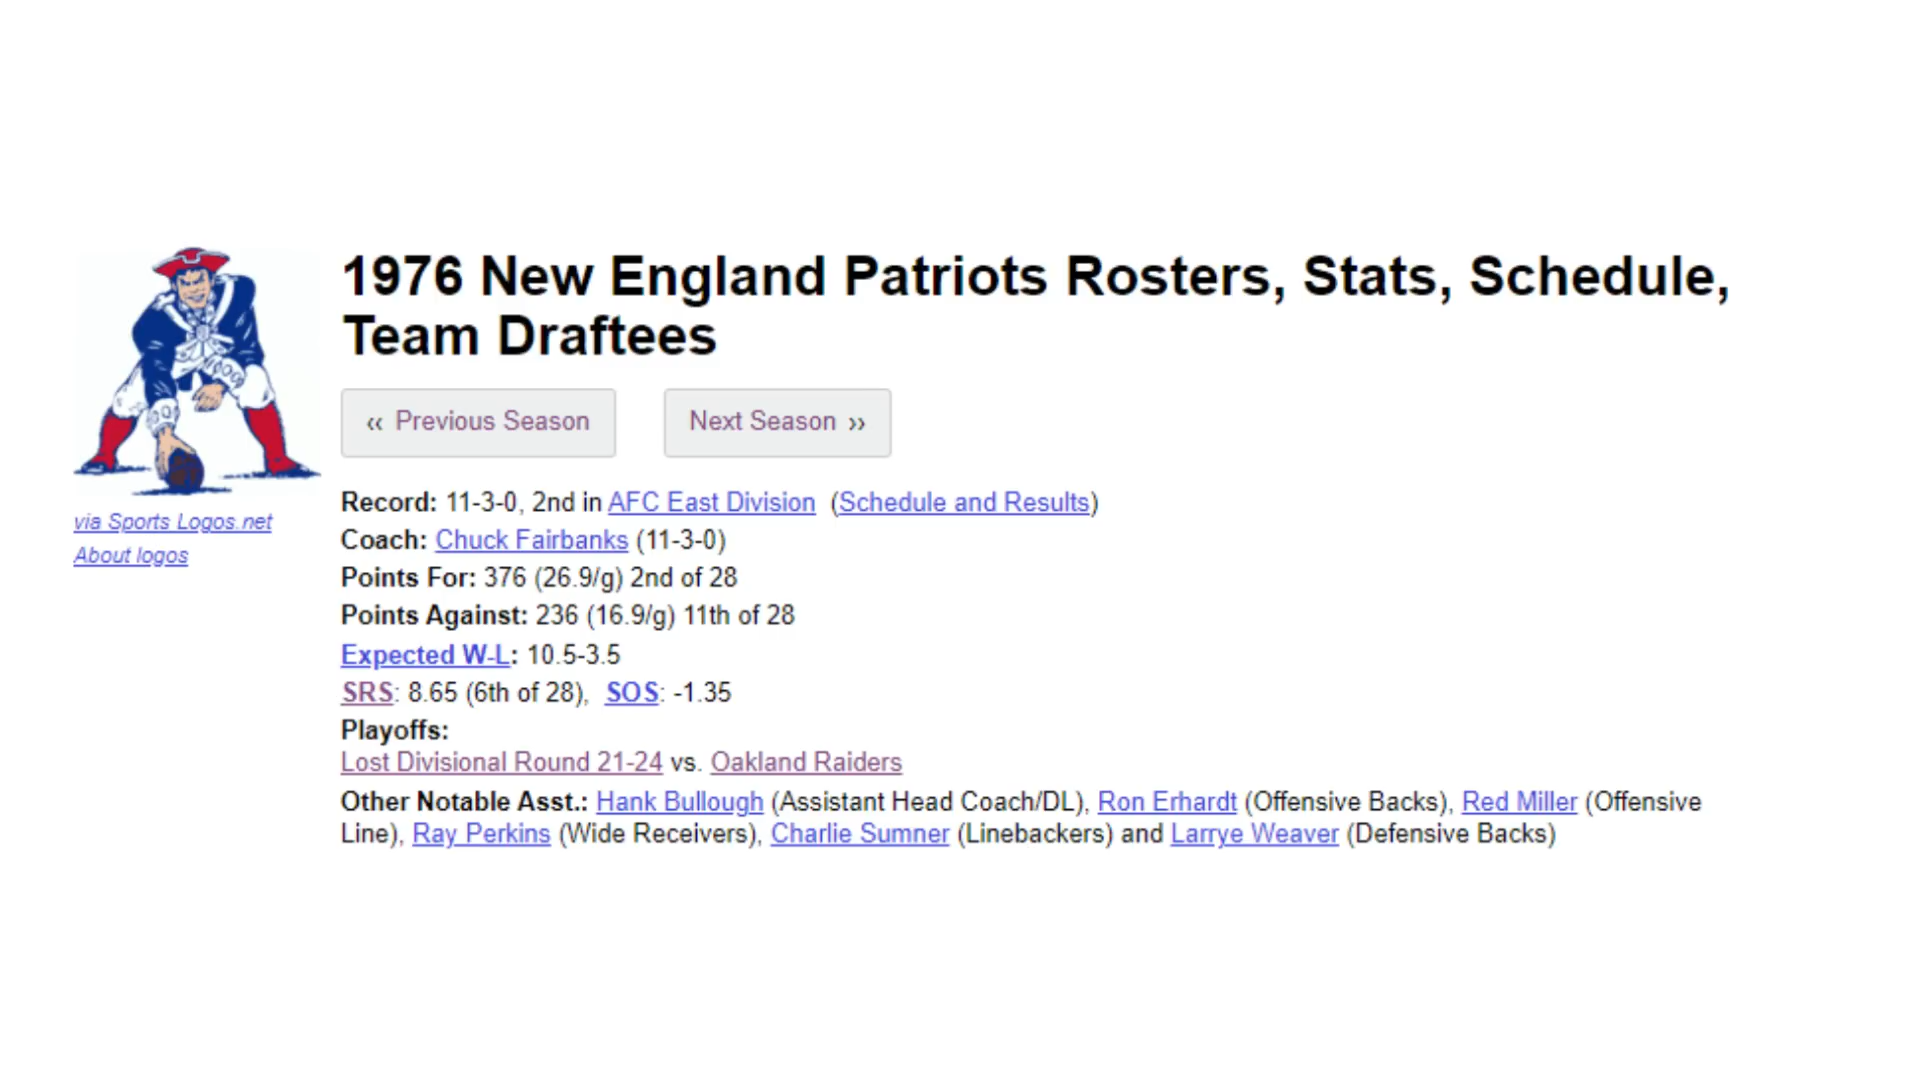 1976 New England Patriots Rosters, Stats, Schedule,
Team Draftees
‹‹ Previous Season
Next Season ››
Record: 11-3-0, 2nd in AFC East Division (Schedule and Results)
Coach: Chuck Fairbanks (11-3-0)
Points For: 376 (26.9/g) 2nd of 28
Points Against: 236 (16.9/g) 11th of 28
Expected W-L: 10.5-3.5
SRS: 8.65 (6th of 28), SOS: -1.35
Playoffs:
Lost Divisional Round 21-24 vs. Oakland Raiders
Other Notable Asst.: Hank Bullough (Assistant Head Coach/DL), Ron Erhardt (Offensive Backs), Red Miller (Offensive
Line), Ray Perkins (Wide Receivers), Charlie Sumner (Linebackers) and Larrye Weaver (Defensive Backs)
via Sports Logos.net
About logos